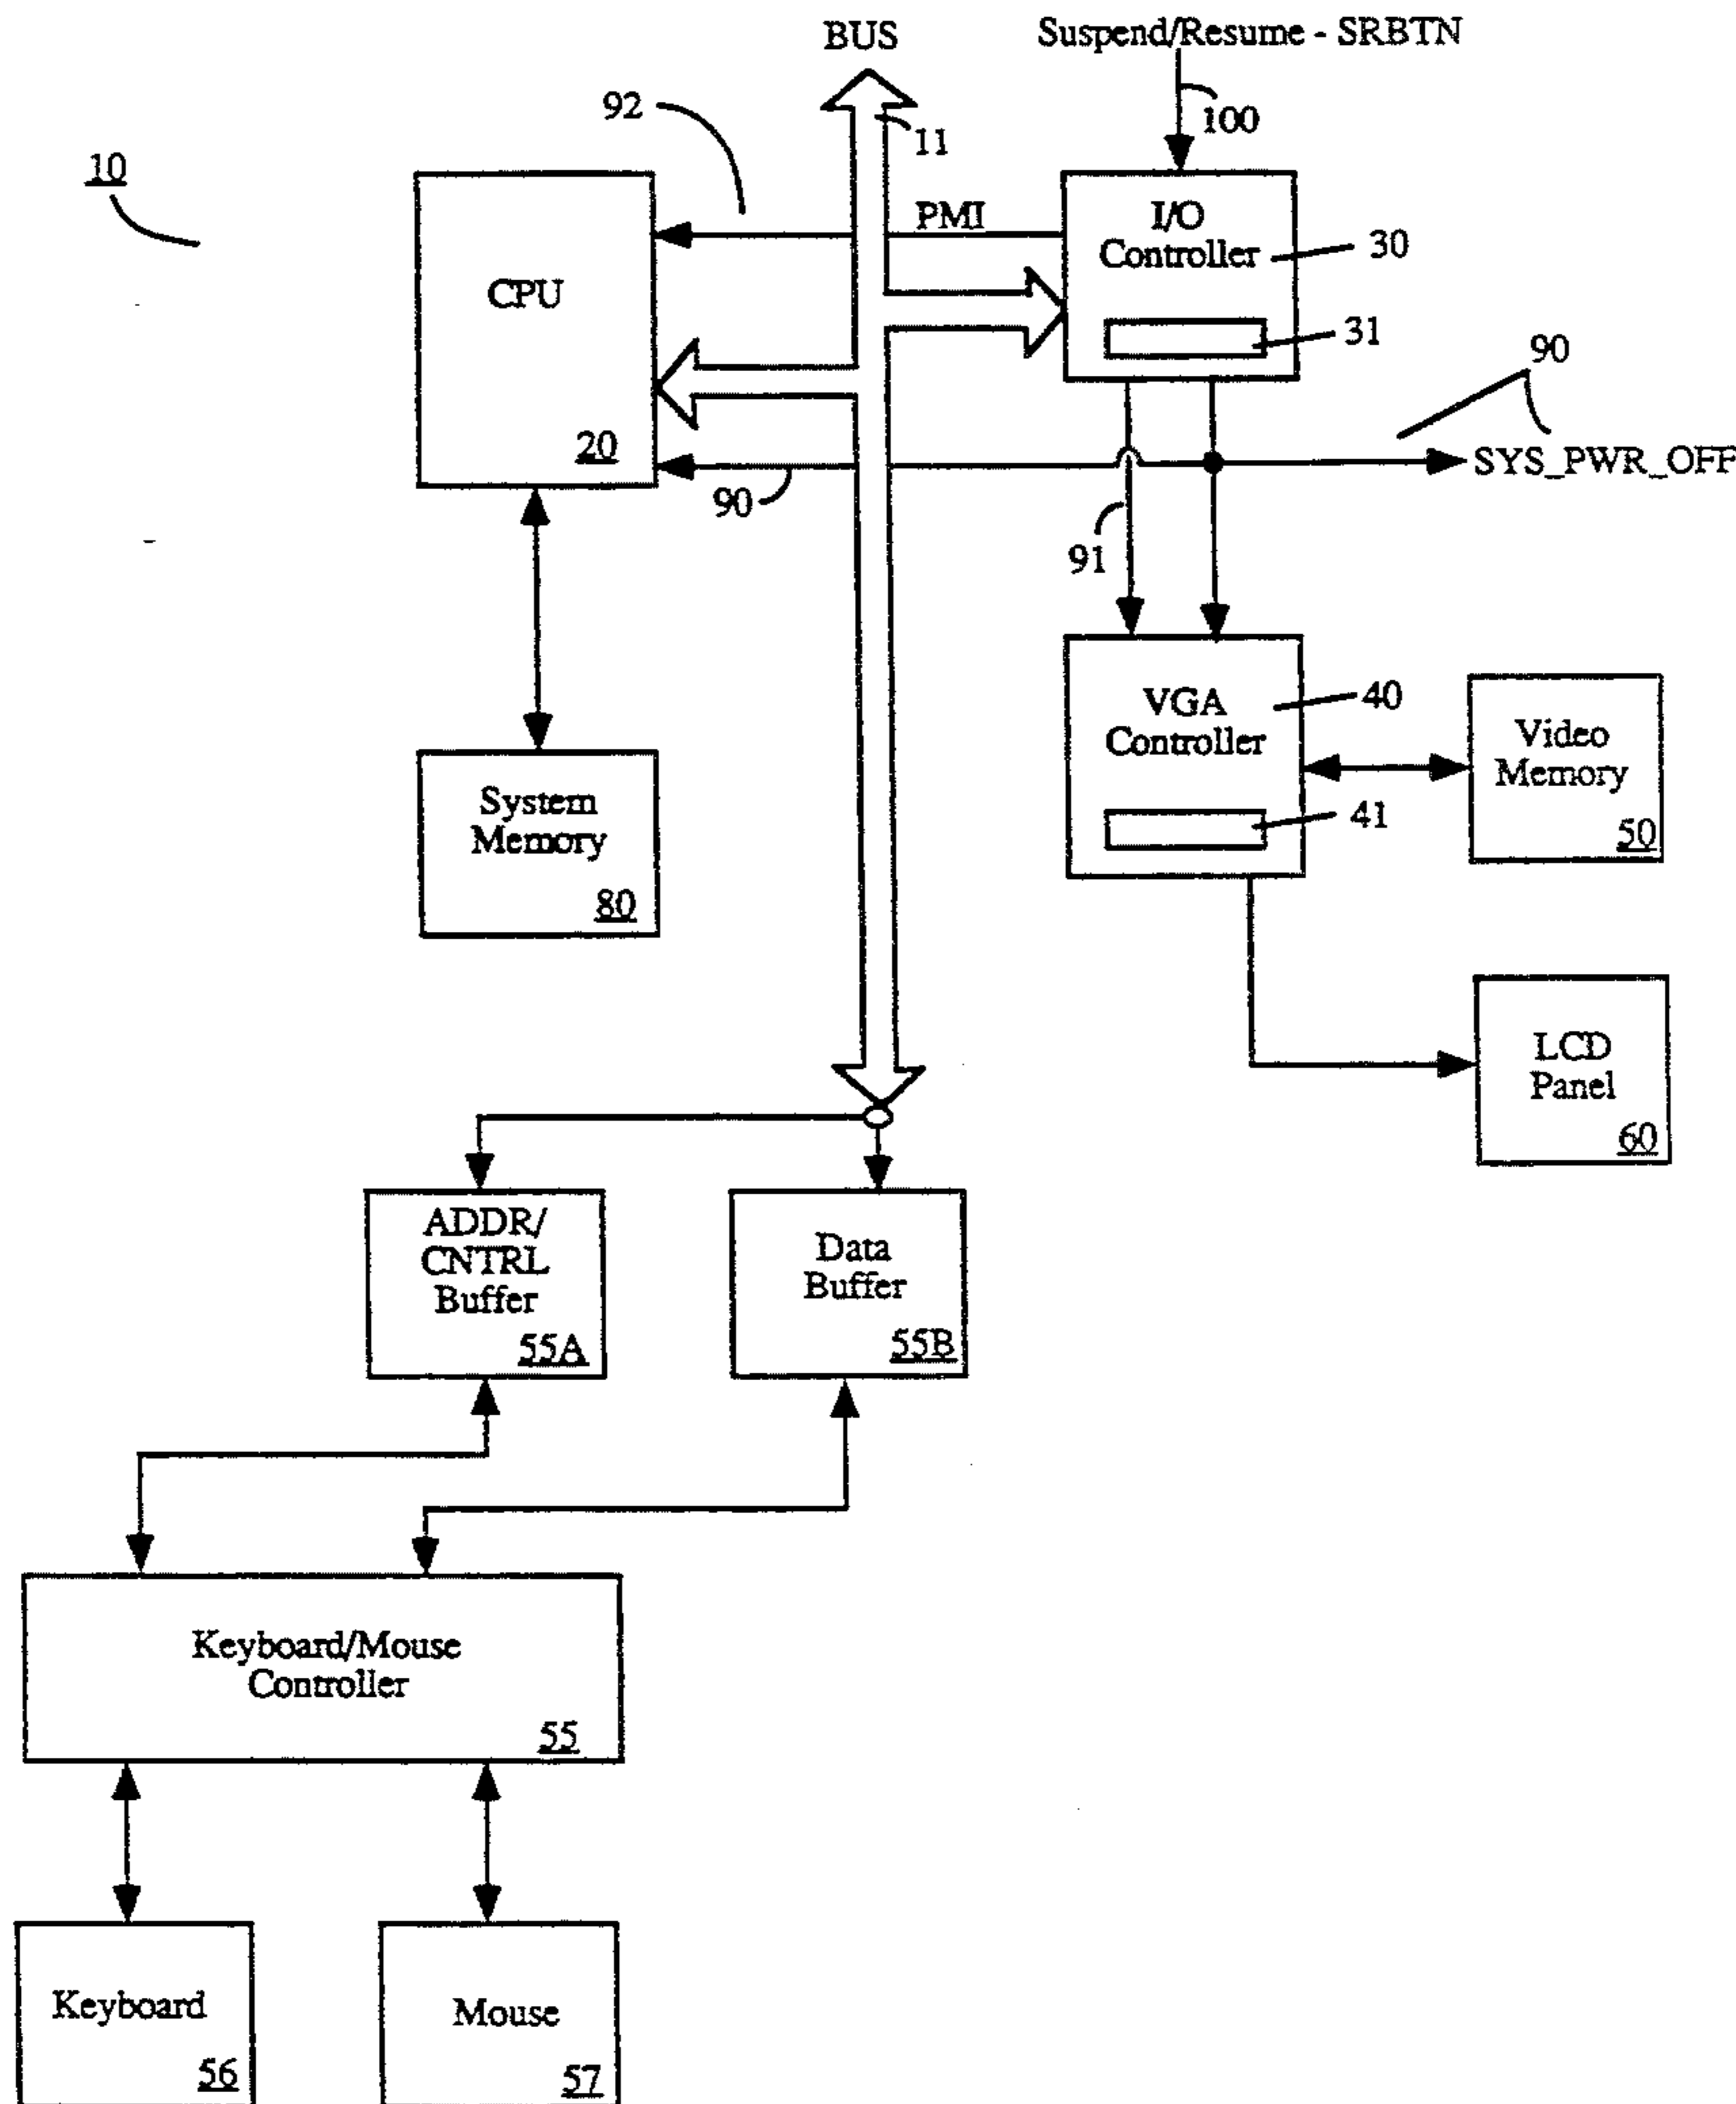 BUS
Suspend/Resume - SRBTN
92
100
11
10
PMI
I/O
Controller
30
CPU
31
90
20
SYS_PWR_OFF
90
91
VGA
Controller
40
Video
Memory
50
41
System
Memory
80
LCD
Panel
60
ADDR/
CNTRL
Buffer
55A
Data
Buffer
55B
Keyboard/Mouse
Controller
55
Keyboard
56
Mouse
57